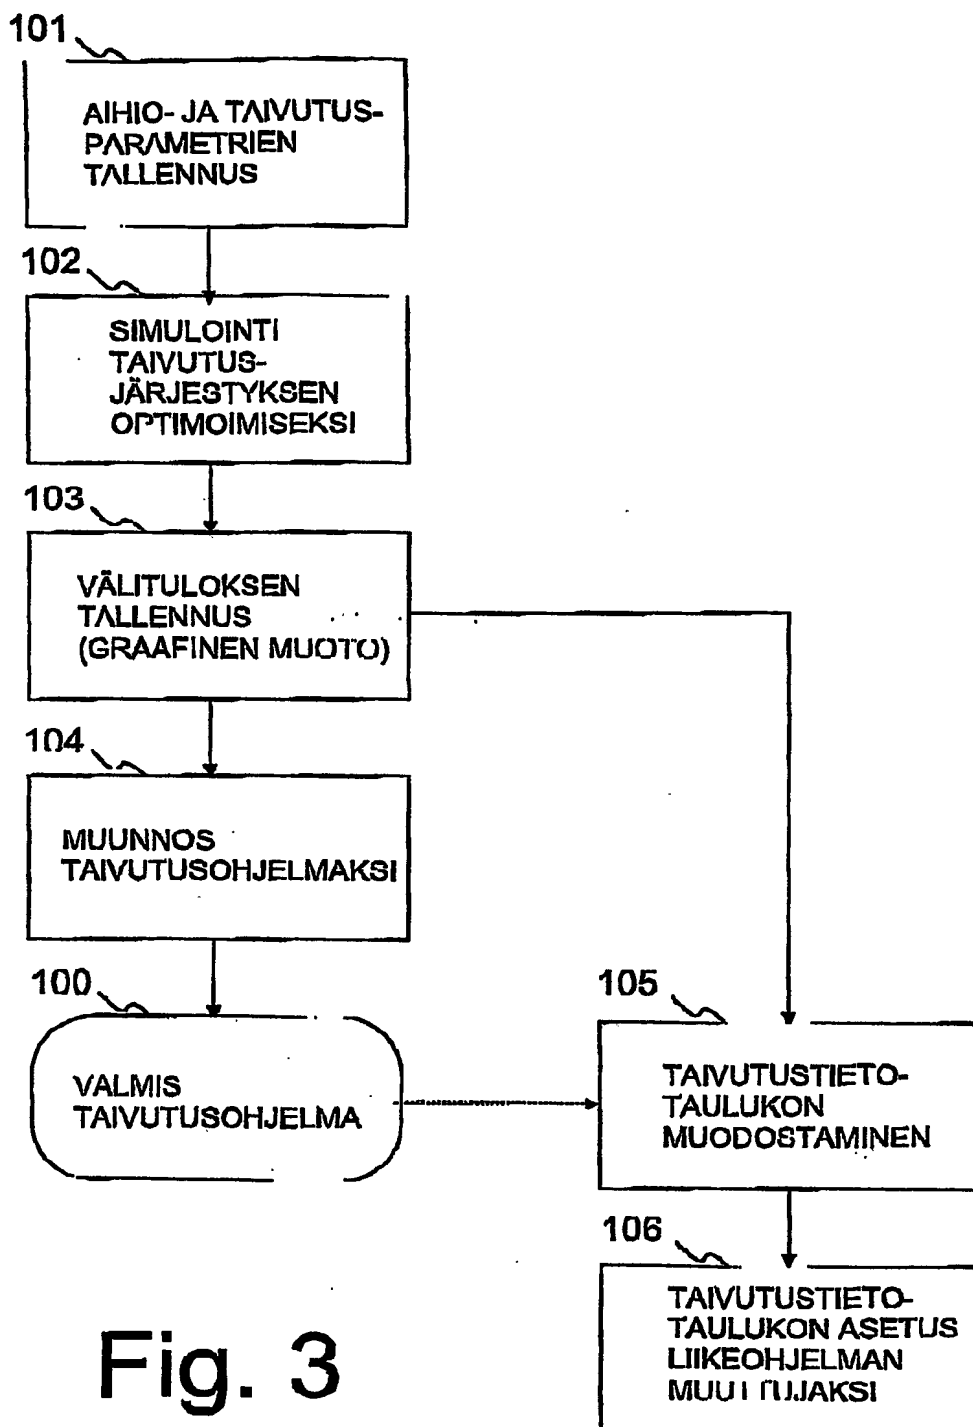 101
AIHIO- JA TAIVUTUS-
PARAMETRIEN
TALLENNUS
102
SIMULOINTI
TAIVUTUS-
JÄRJESTYKSEN
OPTIMOIMISEKSI
103
VÄLITULOKSEN
TALLENNUS
(GRAAFINEN MUOTO)
104
MUUNNOS
TAIVUTUSOHJELMAKSI
100
VALMIS
TAIVUTUSOHJELMA
105
TAIVUTUSTIETO-
TAULUKON
MUODOSTAMINEN
106
TAIVUTUSTIETO-
TAULUKON ASETUS
LIIKEOHJELMAN
MUUTTUJAKSI
Fig. 3